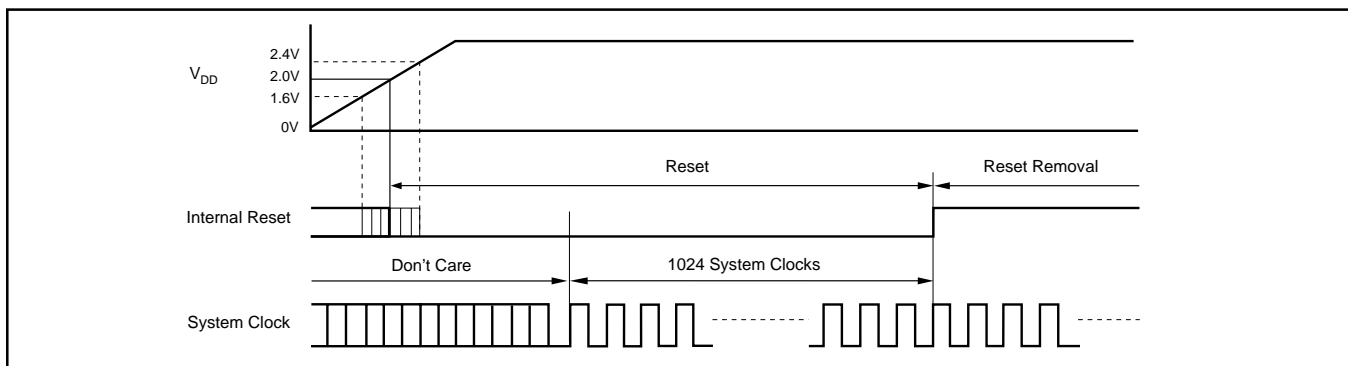 2.4V
V_DD
2.0V
1.6V
0V
Reset
Reset Removal
Internal Reset
Don't Care
1024 System Clocks
System Clock